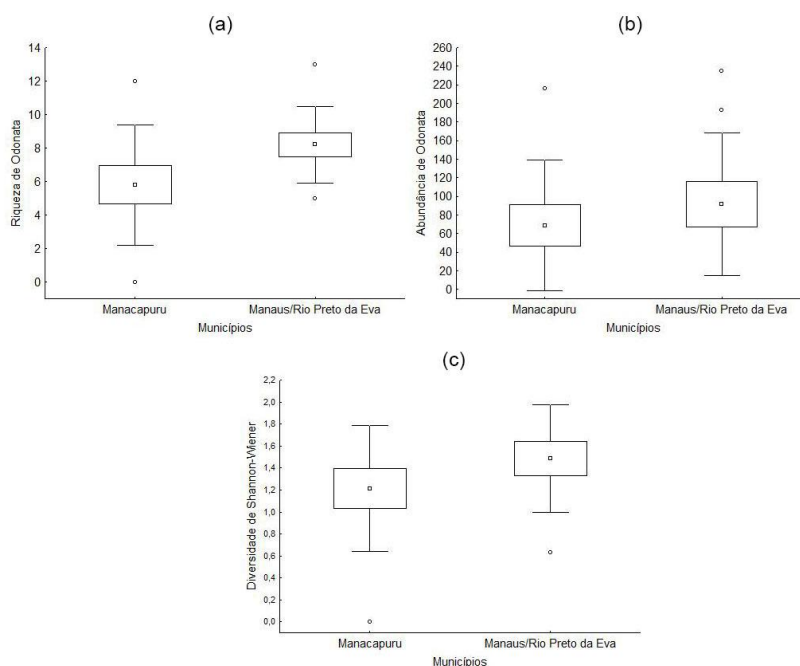 (a)
Riqueza de Odonata
14
12
10
8
6
4
2
0
Manacapuru Manaus/Rio Preto da Eva
Municípios
(b)
Abundância de Odonata
260
240
220
200
180
160
140
120
100
80
60
40
20
0
Manacapuru Manaus/Rio Preto da Eva
Municípios
(c)
Diversidade de Shannon-Wiener
2,2
2,0
1,8
1,6
1,4
1,2
1,0
0,8
0,6
0,4
0,2
0,0
Manacapuru Manaus/Rio Preto da Eva
Municípios